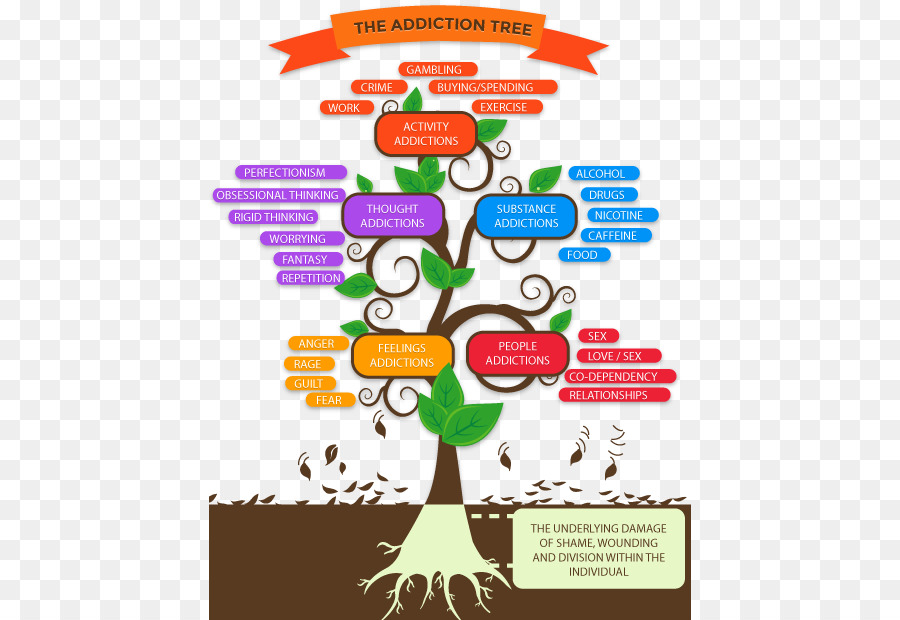 THE ADDICTION TREE
GAMBLING
CRIME
BUYING/SPENDING
WORK
EXERCISE
ACTIVITY
ADDICTIONS
PERFECTIONISM
OBSESSIONAL THINKING
RIGID THINKING
WORRYING
FANTASY
REPETITION
THOUGHT
ADDICTIONS
SUBSTANCE
ADDICTIONS
ALCOHOL
DRUGS
NICOTINE
CAFFEINE
FOOD
ANGER
RAGE
GUILT
FEAR
FEELINGS
ADDICTIONS
PEOPLE
ADDICTIONS
SEX
LOVE / SEX
CO-DEPENDENCY
RELATIONSHIPS
THE UNDERLYING DAMAGE
OF SHAME, WOUNDING
AND DIVISION WITHIN THE
INDIVIDUAL